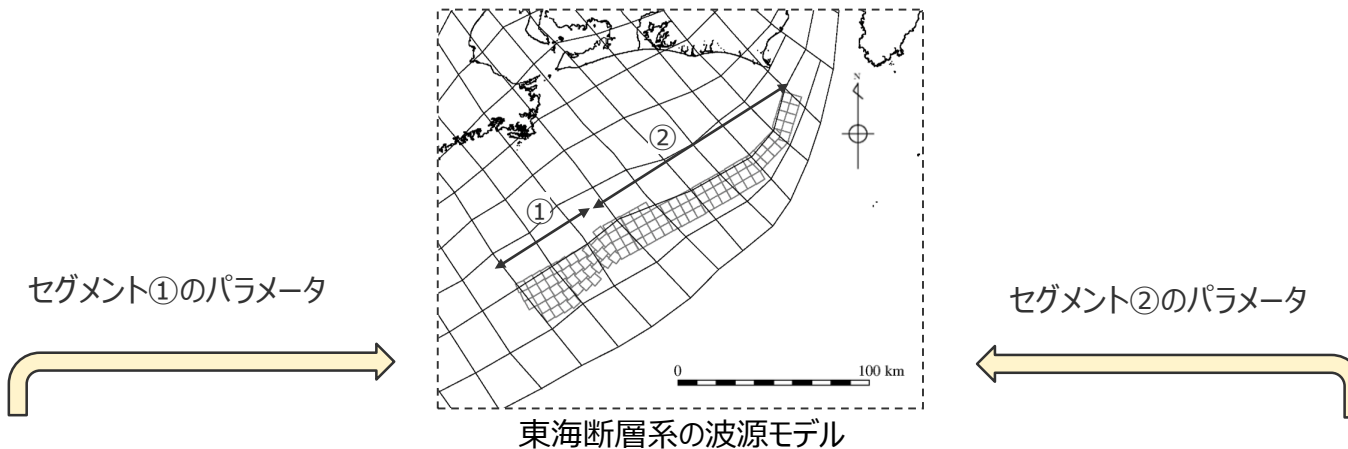 N
②
①
セグメント①のパラメータ
セグメント②のパラメータ
0 100 km
東海断層系の波源モデル